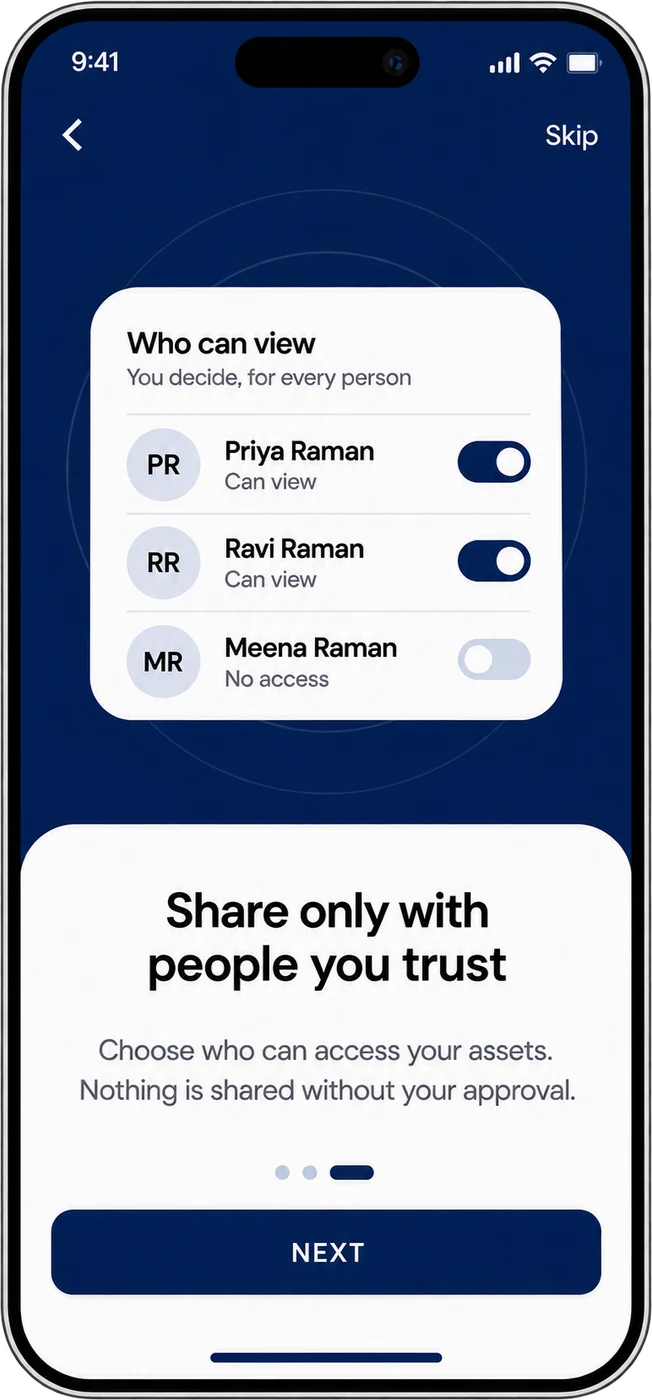 9:41
Skip
Who can view
You decide, for every person
PR
Priya Raman
Can view
RR
Ravi Raman
Can view
MR
Meena Raman
No access
Share only with
people you trust
Choose who can access your assets.
Nothing is shared without your approval.
NEXT